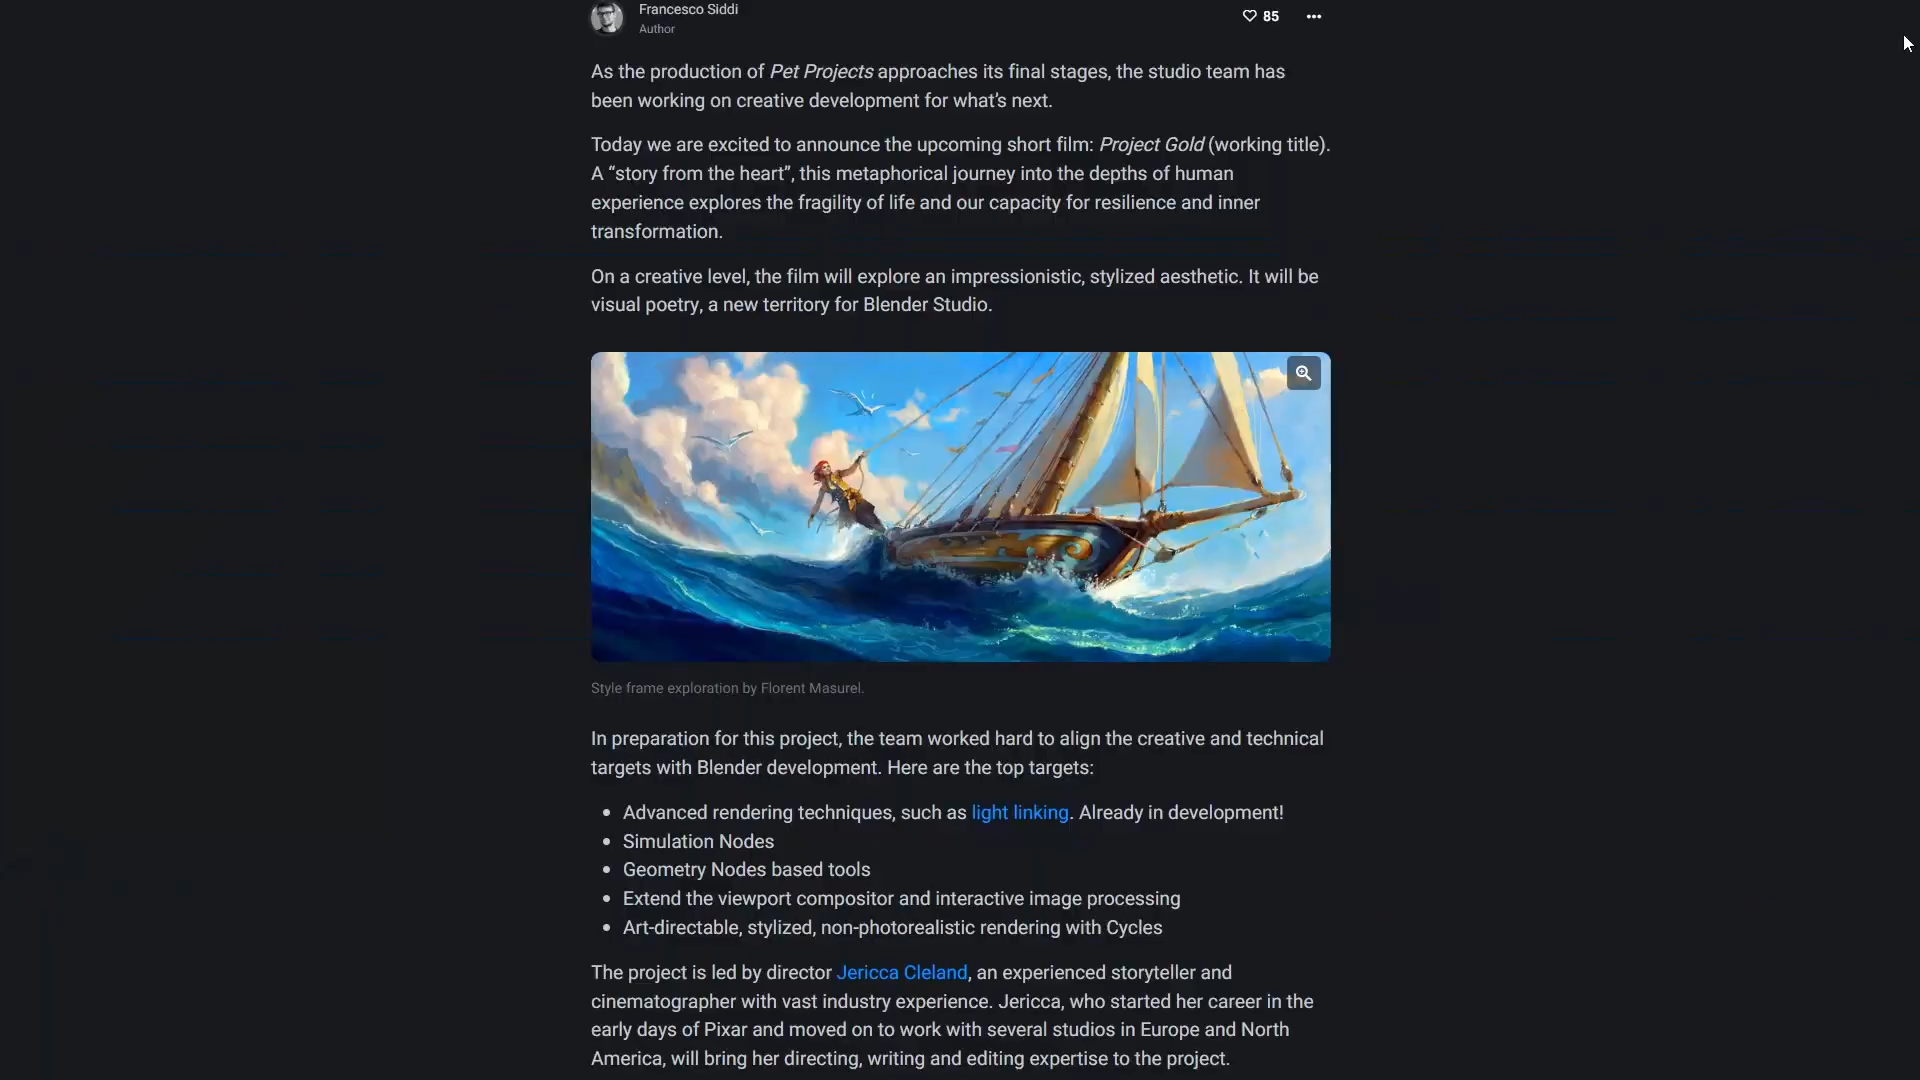 Francesco Siddi
Author
85
As the production of Pet Projects approaches its final stages, the studio team has
been working on creative development for what’s next.
Today we are excited to announce the upcoming short film: Project Gold (working title).
A “story from the heart”, this metaphorical journey into the depths of human
experience explores the fragility of life and our capacity for resilience and inner
transformation.
On a creative level, the film will explore an impressionistic, stylized aesthetic. It will be
visual poetry, a new territory for Blender Studio.
Style frame exploration by Florent Masurel.
In preparation for this project, the team worked hard to align the creative and technical
targets with Blender development. Here are the top targets:
• Advanced rendering techniques, such as light linking. Already in development!
• Simulation Nodes
• Geometry Nodes based tools
• Extend the viewport compositor and interactive image processing
• Art-directable, stylized, non-photorealistic rendering with Cycles
The project is led by director Jericca Cleland, an experienced storyteller and
cinematographer with vast industry experience. Jericca, who started her career in the
early days of Pixar and moved on to work with several studios in Europe and North
America, will bring her directing, writing and editing expertise to the project.